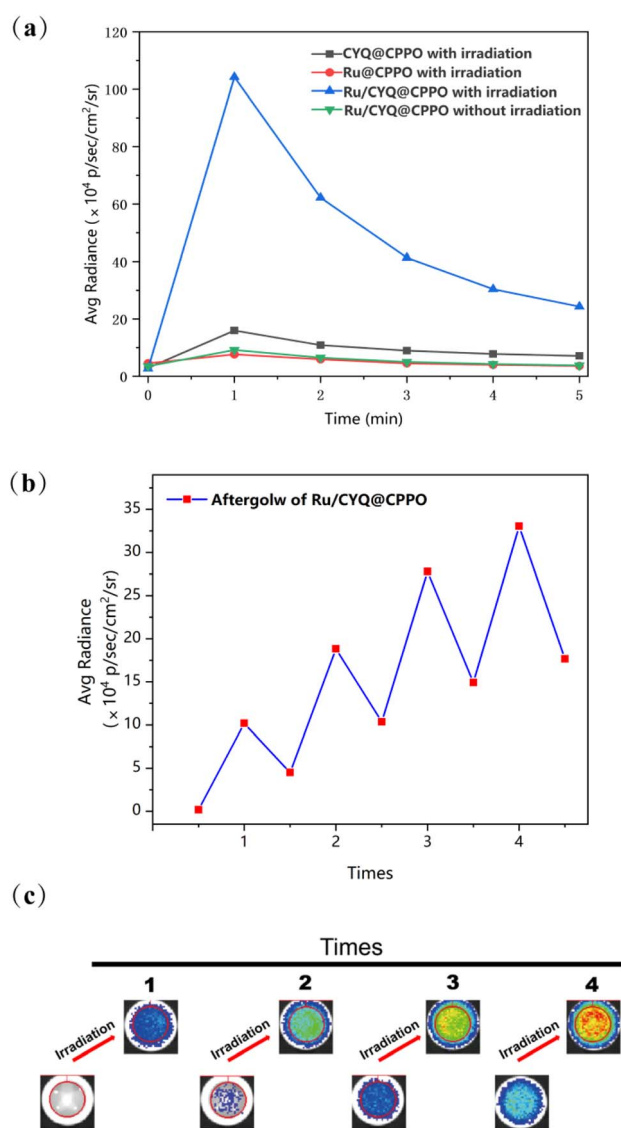 (a)
120
100
80
60
40
20
0
Avg Radiance ( × 10⁴ p/sec/cm²/sr)
CYQ@CPPO with irradiation
Ru@CPPO with irradiation
Ru/CYQ@CPPO with irradiation
Ru/CYQ@CPPO without irradiation
0 1 2 3 4 5
Time (min)
(b)
35
30
25
20
15
10
5
0
Avg Radiance
( × 10⁴ p/sec/cm²/sr)
Aftergolw of Ru/CYQ@CPPO
1 2 3 4
Times
(c)
Times
1 2 3 4
Irradiation Irradiation Irradiation Irradiation